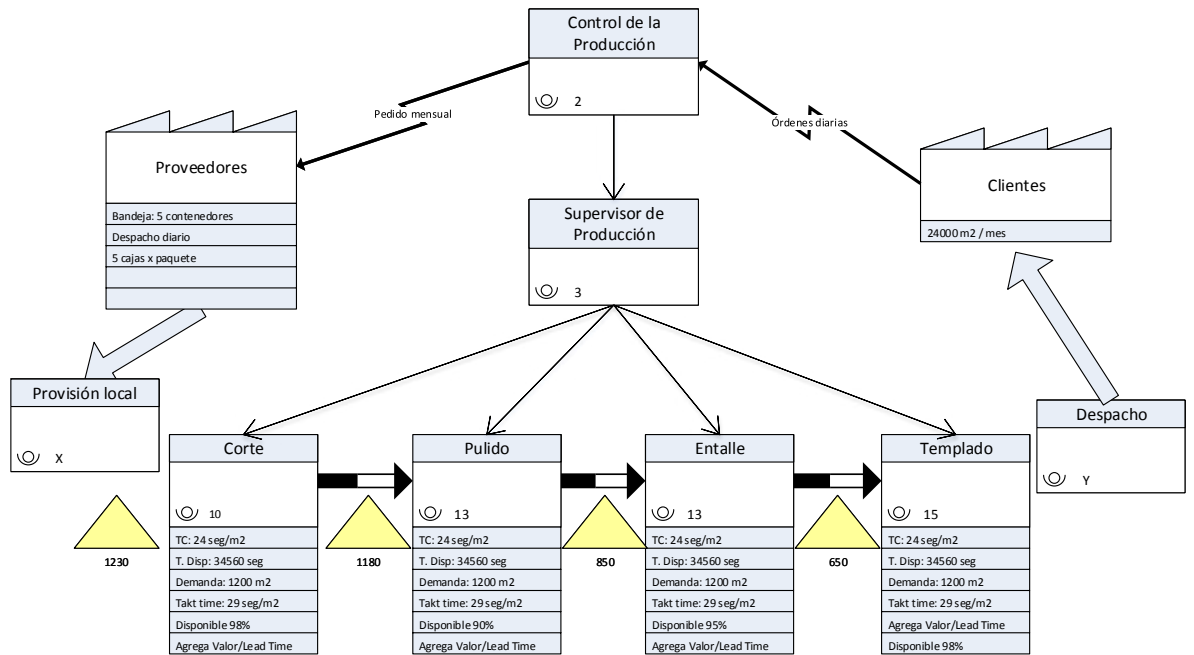 Control de la
Producción
2
Pedido mensual
Órdenes diarias
Proveedores
Bandeja: 5 contenedores
Despacho diario
5 cajas x paquete
Clientes
24000 m2 / mes
Supervisor de
Producción
3
Provisión local
X
Despacho
Y
Corte
10
TC: 24 seg/m2
T. Disp: 34560 seg
Demanda: 1200 m2
Takt time: 29 seg/m2
Disponible 98%
Agrega Valor/Lead Time
Pulido
13
TC: 24 seg/m2
T. Disp: 34560 seg
Demanda: 1200 m2
Takt time: 29 seg/m2
Disponible 90%
Agrega Valor/Lead Time
Entalle
13
TC: 24 seg/m2
T. Disp: 34560 seg
Demanda: 1200 m2
Takt time: 29 seg/m2
Disponible 95%
Agrega Valor/Lead Time
Templado
15
TC: 24 seg/m2
T. Disp: 34560 seg
Demanda: 1200 m2
Takt time: 29 seg/m2
Agrega Valor/Lead Time
Disponible 98%
1230
1180
850
650